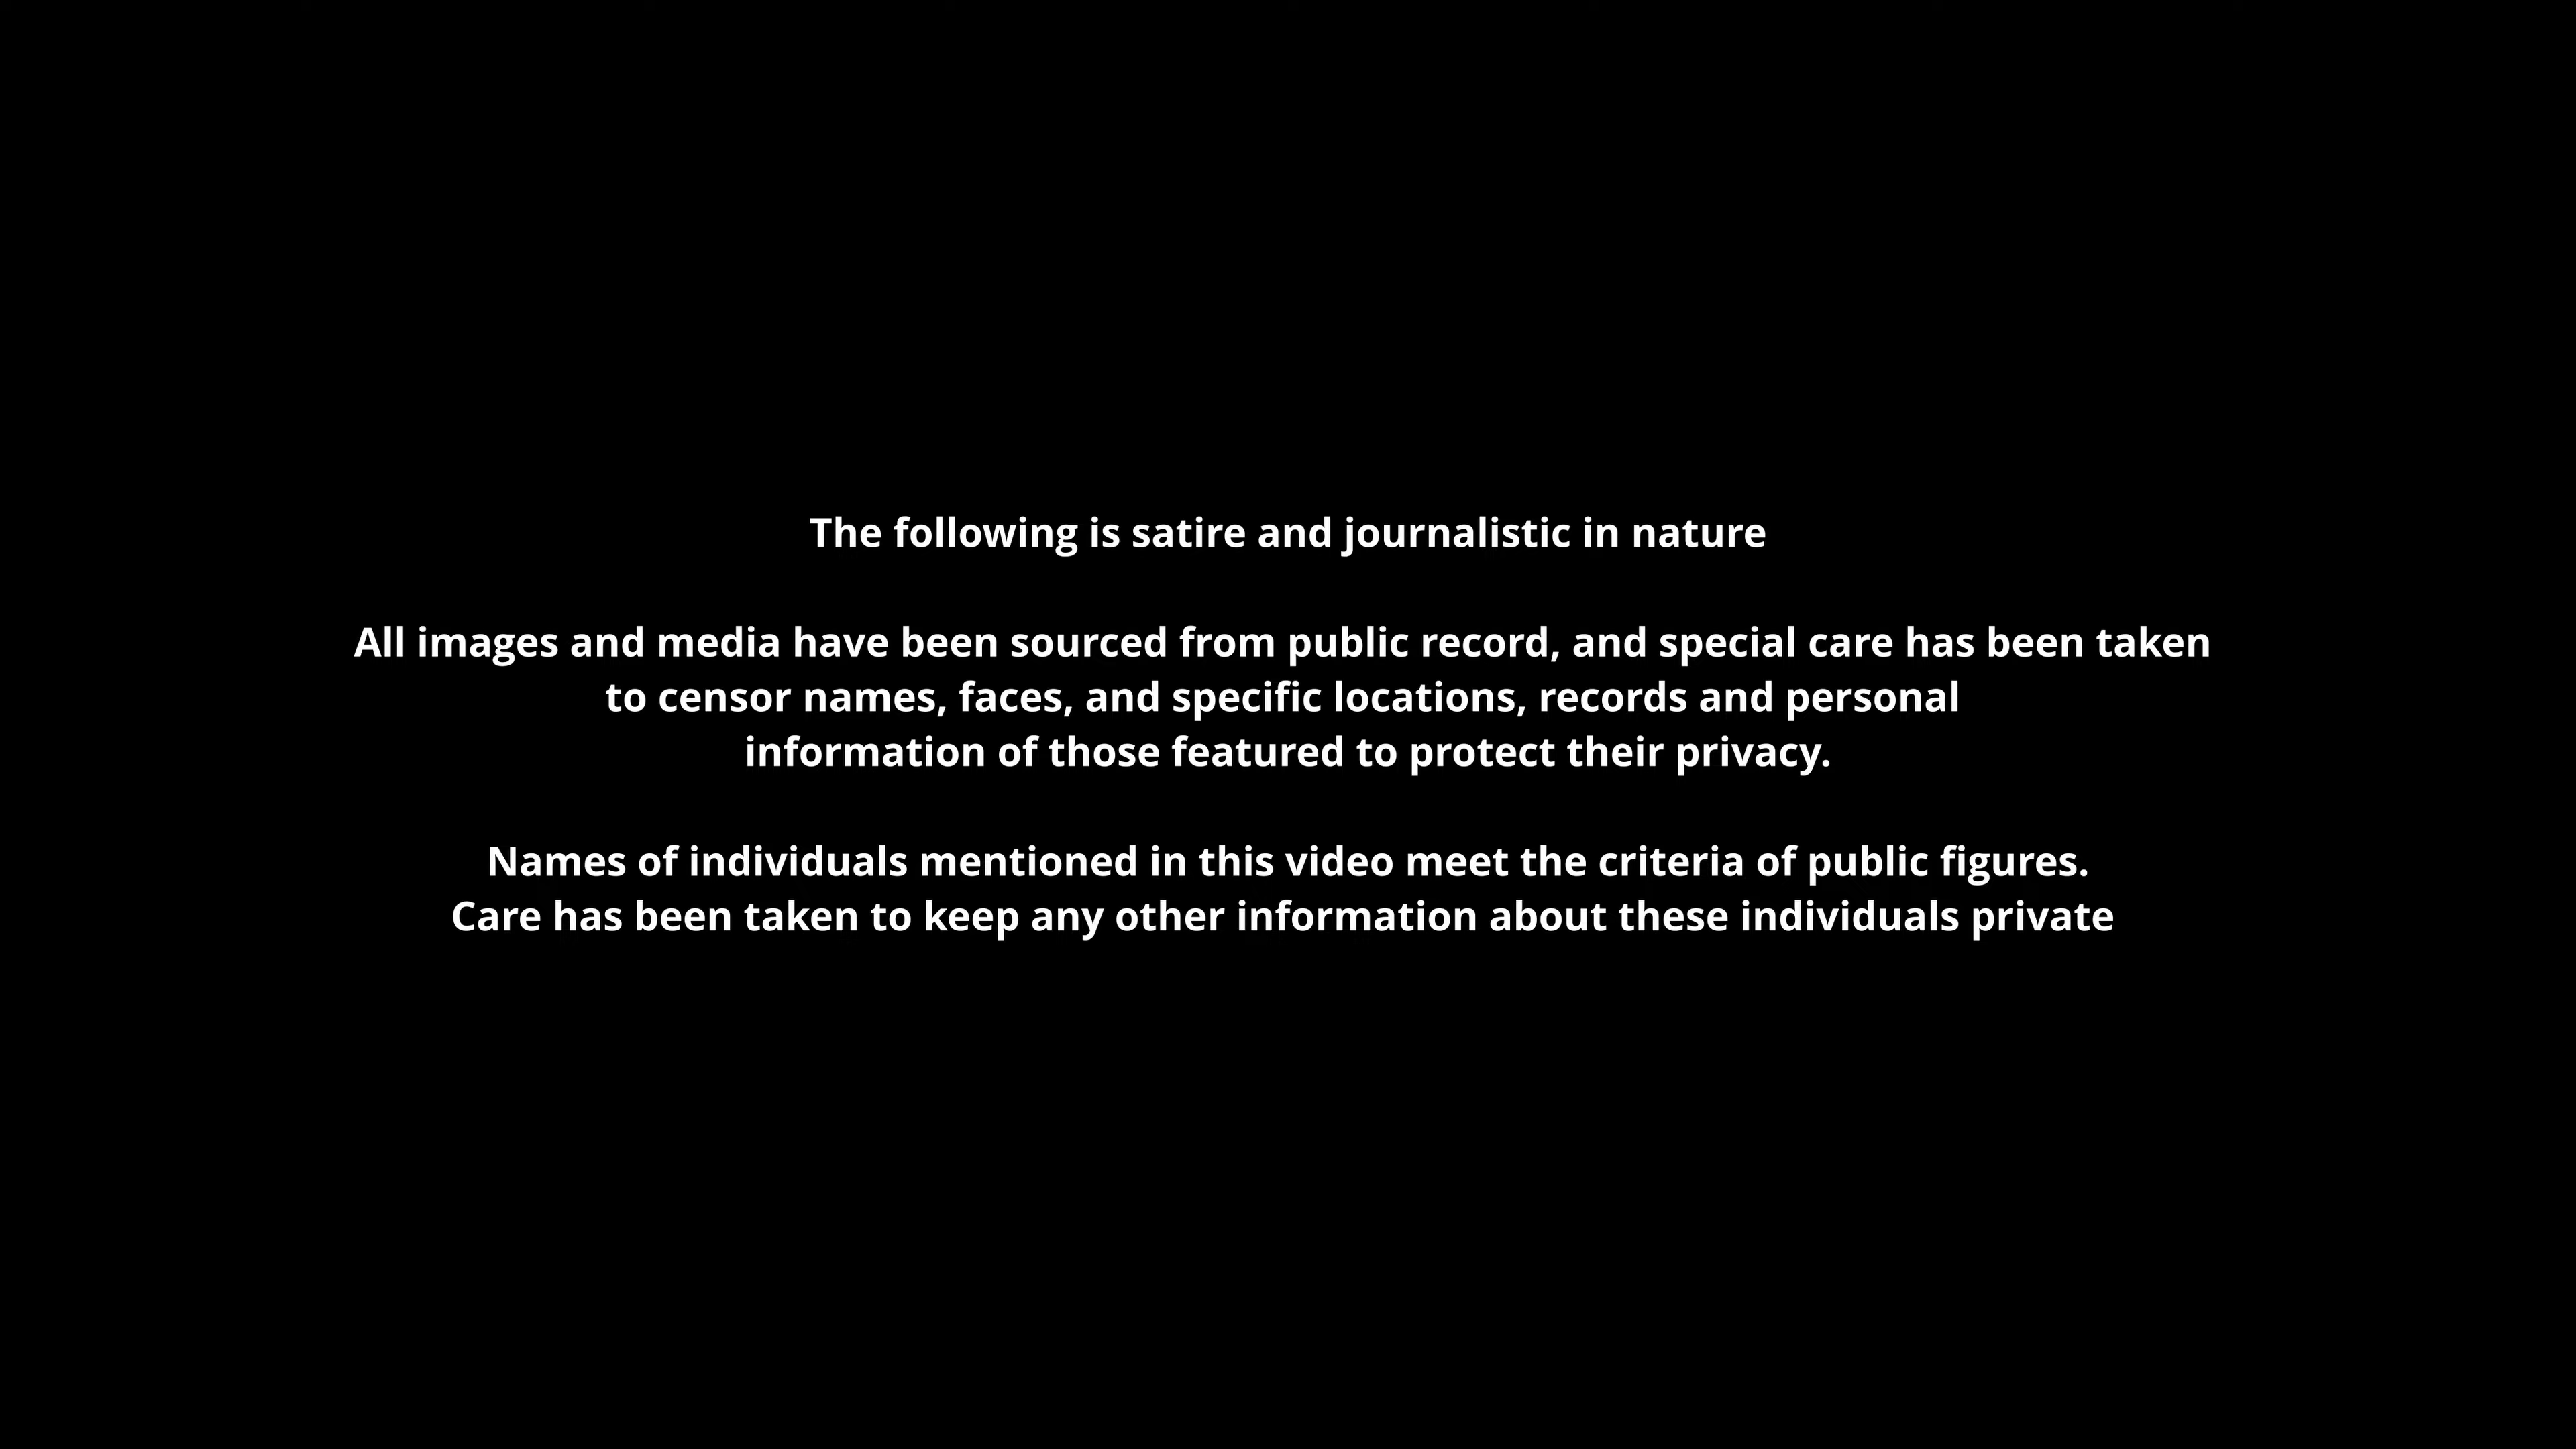 The following is satire and journalistic in nature
All images and media have been sourced from public record, and special care has been taken
to censor names, faces, and specific locations, records and personal
information of those featured to protect their privacy.
Names of individuals mentioned in this video meet the criteria of public figures.
Care has been taken to keep any other information about these individuals private